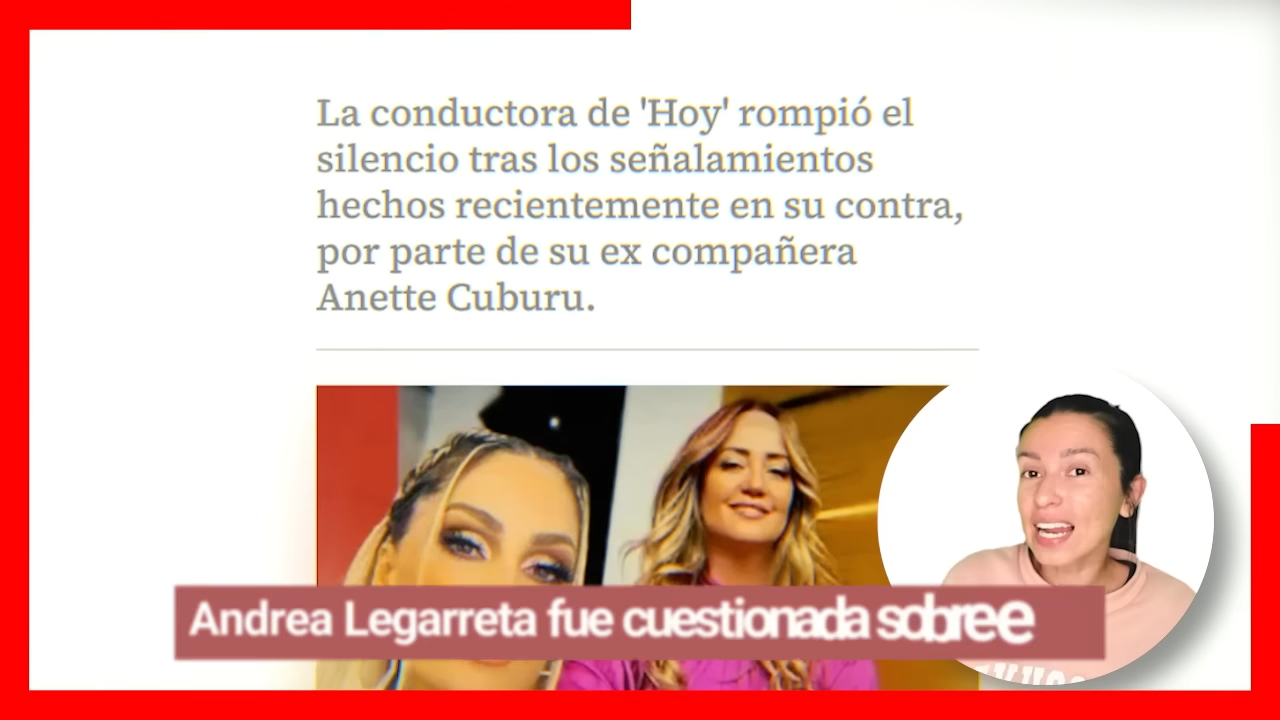 La conductora de 'Hoy' rompió el
silencio tras los señalamientos
hechos recientemente en su contra,
por parte de su ex compañera
Anette Cuburu.
Andrea Legarreta fue cuestionada sobre